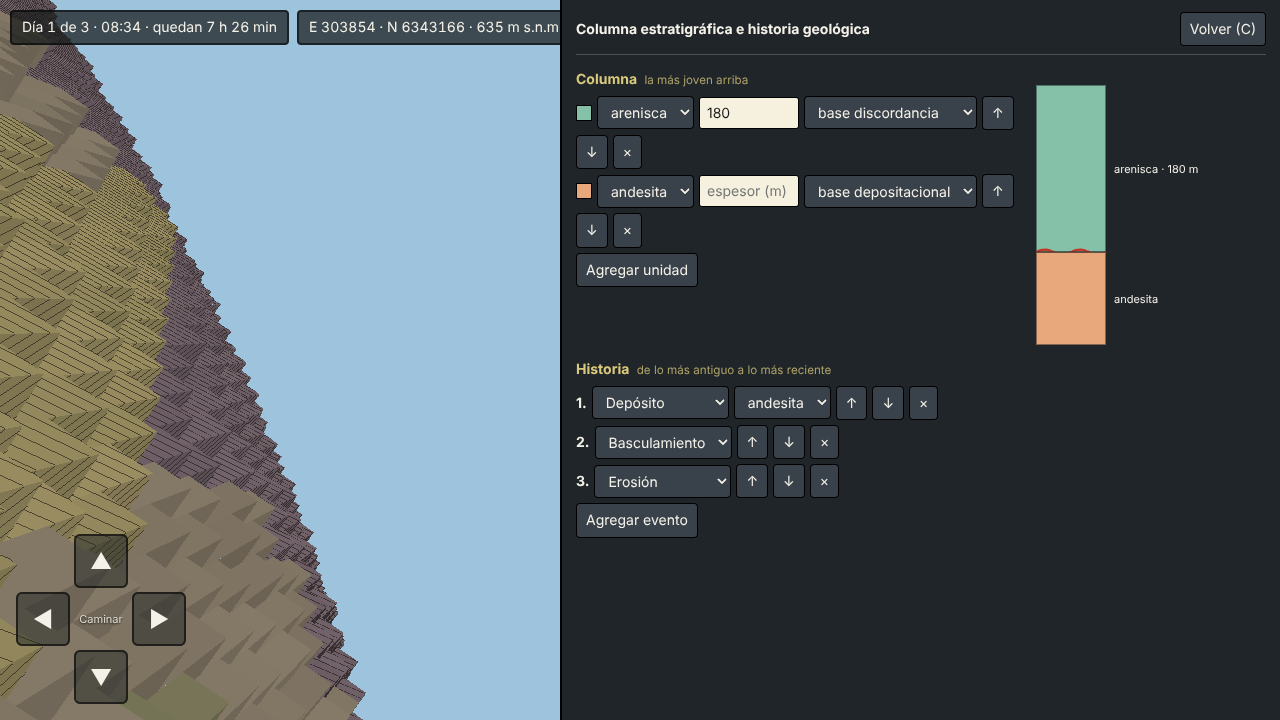 Día 1 de 3 · 08:34 · quedan 7 h 26 min
E 303854 · N 6343166 · 635 m s.n.m
Columna estratigráfica e historia geológica
Volver (C)
Columna la más joven arriba
arenisca 180 base discordancia ↑
↓ ×
andesita espesor (m) base depositacional ↑
↓ ×
Agregar unidad
arenisca · 180 m
andesita
Historia de lo más antiguo a lo más reciente
1. Depósito andesita ↑ ↓ ×
2. Basculamiento ↑ ↓ ×
3. Erosión ↑ ↓ ×
Agregar evento
Caminar